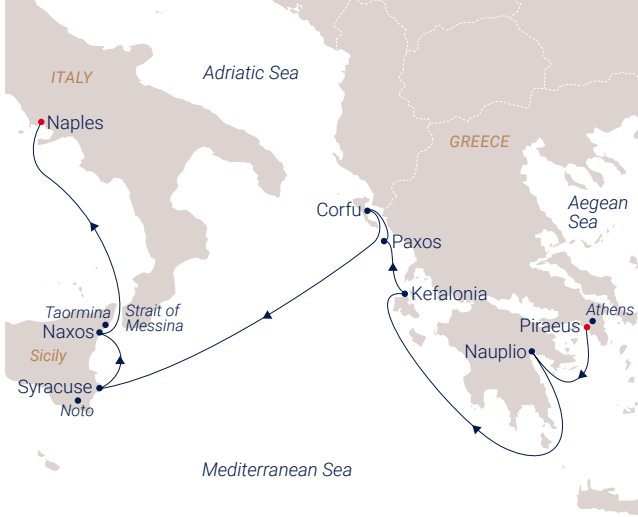 Adriatic Sea
ITALY
Naples
GREECE
Aegean
Sea
Corfu
Paxos
Kefalonia
Taormina
Strait of
Messina
Naxos
Athens
Piraeus
Nauplio
Sicily
Syracuse
Noto
Mediterranean Sea